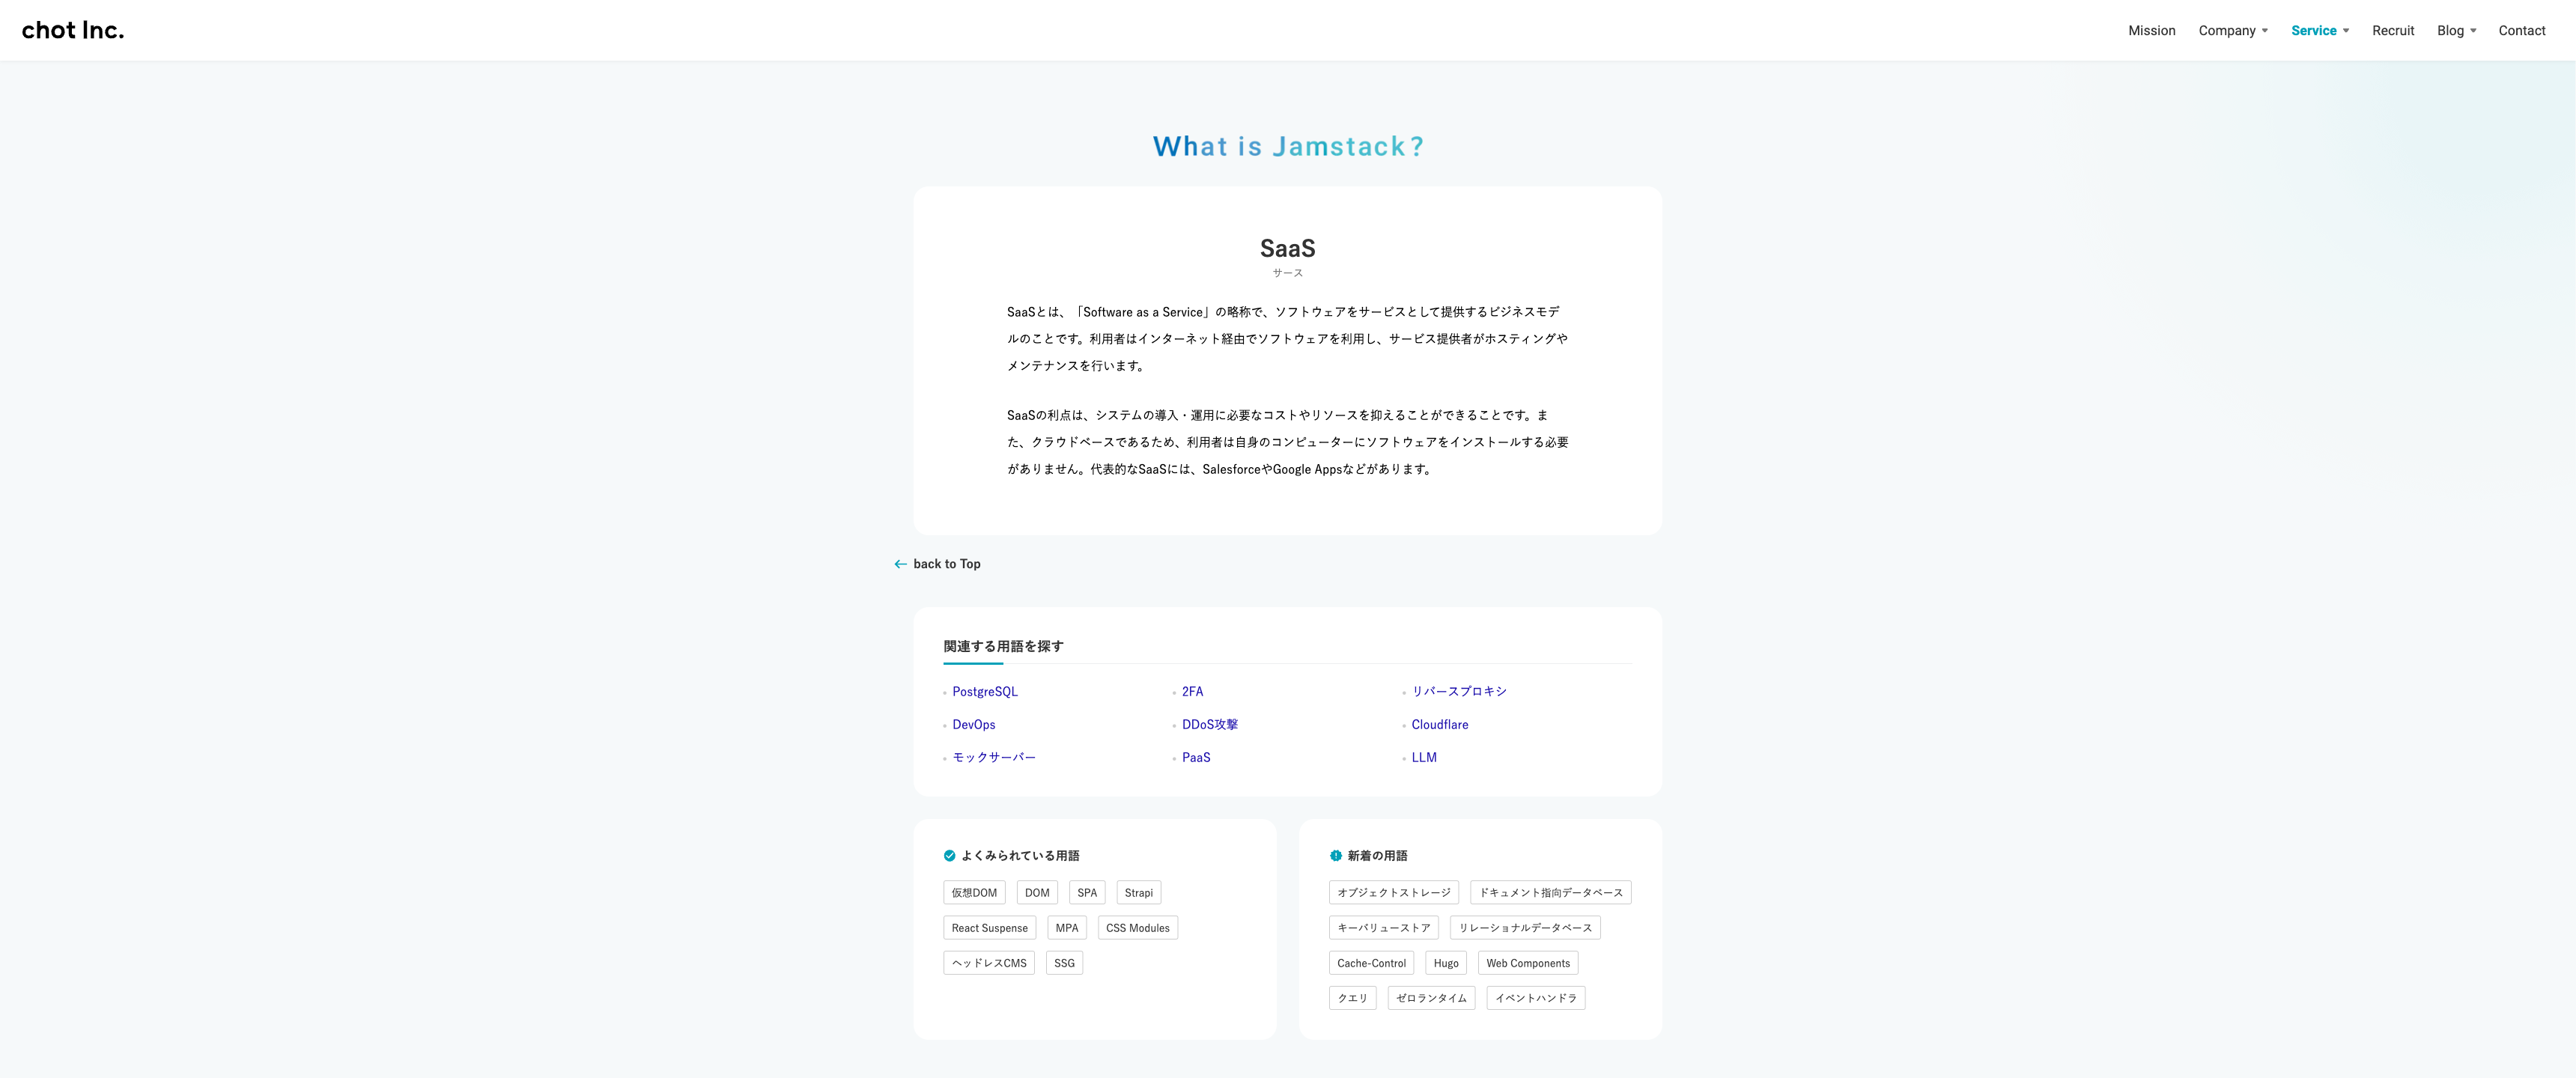 chot Inc.
Mission Company Service Recruit Blog Contact
What is Jamstack?
SaaS
サース
SaaSとは、「Software as a Service」の略称で、ソフトウェアをサービスとして提供するビジネスモデ
ルのことです。利用者はインターネット経由でソフトウェアを利用し、サービス提供者がホスティングや
メンテナンスを行います。
SaaSの利点は、システムの導入・運用に必要なコストやリソースを抑えることができることです。ま
た、クラウドベースであるため、利用者は自身のコンピューターにソフトウェアをインストールする必要
がありません。代表的なSaaSには、SalesforceやGoogle Appsなどがあります。
back to Top
関連する用語を探す
PostgreSQL 2FA リバースプロキシ
DevOps DDoS攻撃 Cloudflare
モックサーバー PaaS LLM
よくみられている用語
仮想DOM DOM SPA Strapi
React Suspense MPA CSS Modules
ヘッドレスCMS SSG
新着の用語
オブジェクトストレージ ドキュメント指向データベース
キーバリューストア リレーショナルデータベース
Cache-Control Hugo Web Components
クエリ ゼロランタイム イベントハンドラ